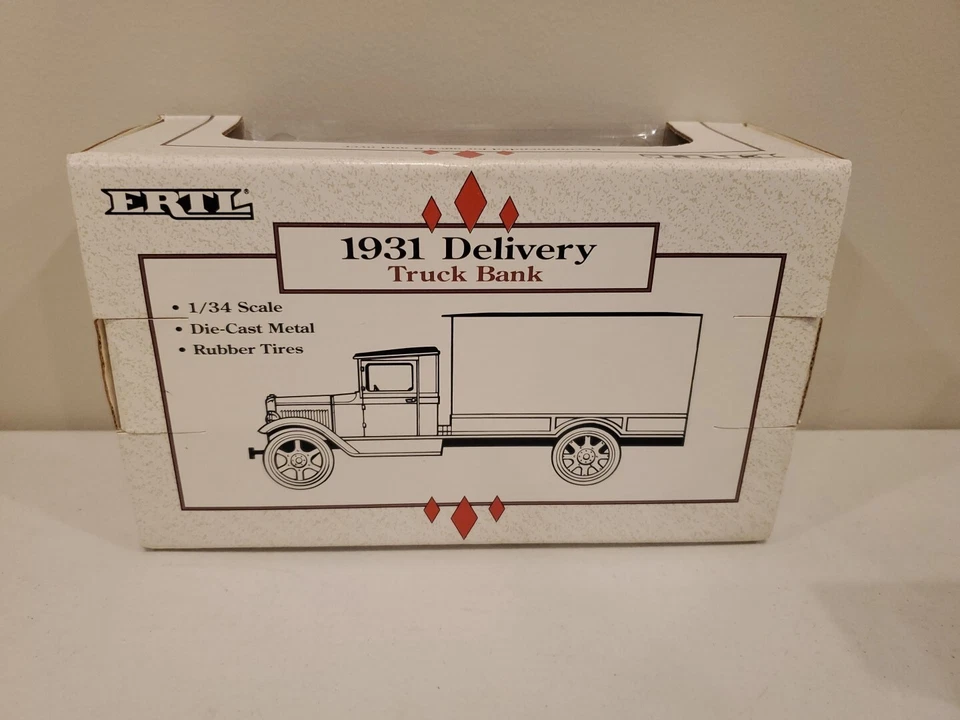 ERTL®
1931 Delivery
Truck Bank
• 1/34 Scale
• Die-Cast Metal
• Rubber Tires